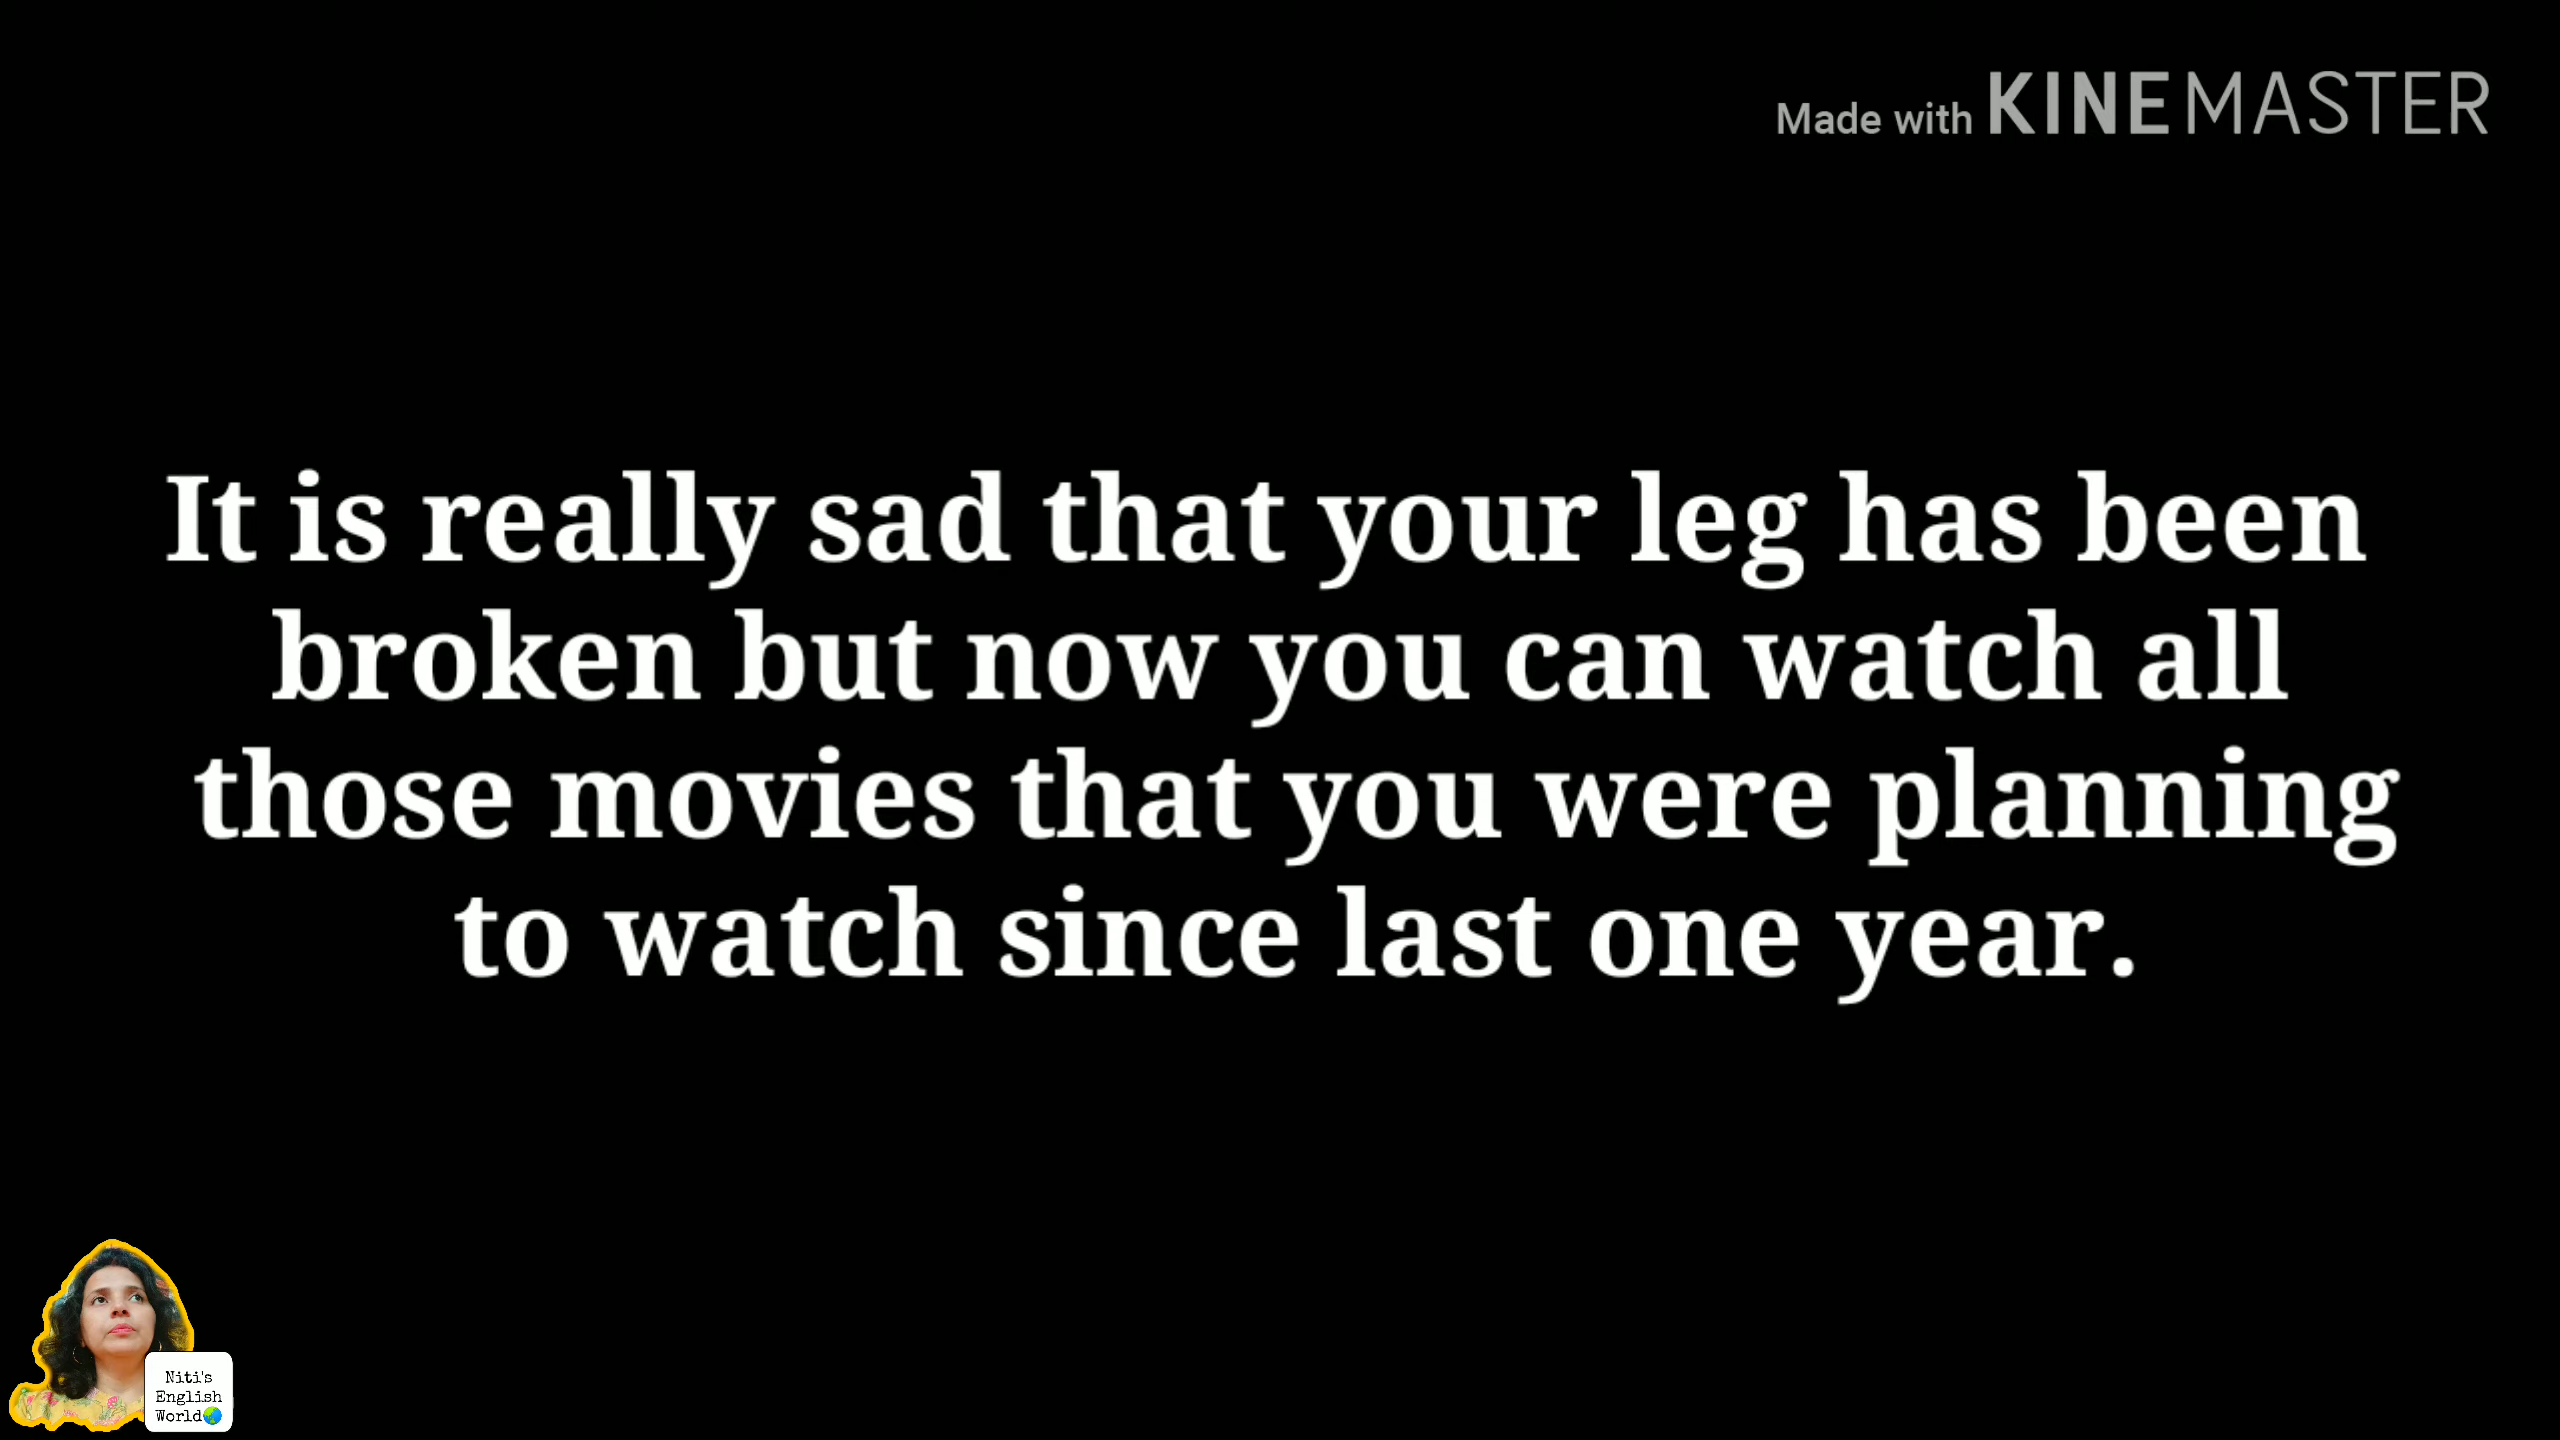 Made with KINEMASTER
It is really sad that your leg has been
broken but now you can watch all
those movies that you were planning
to watch since last one year.
Niti's
English
World